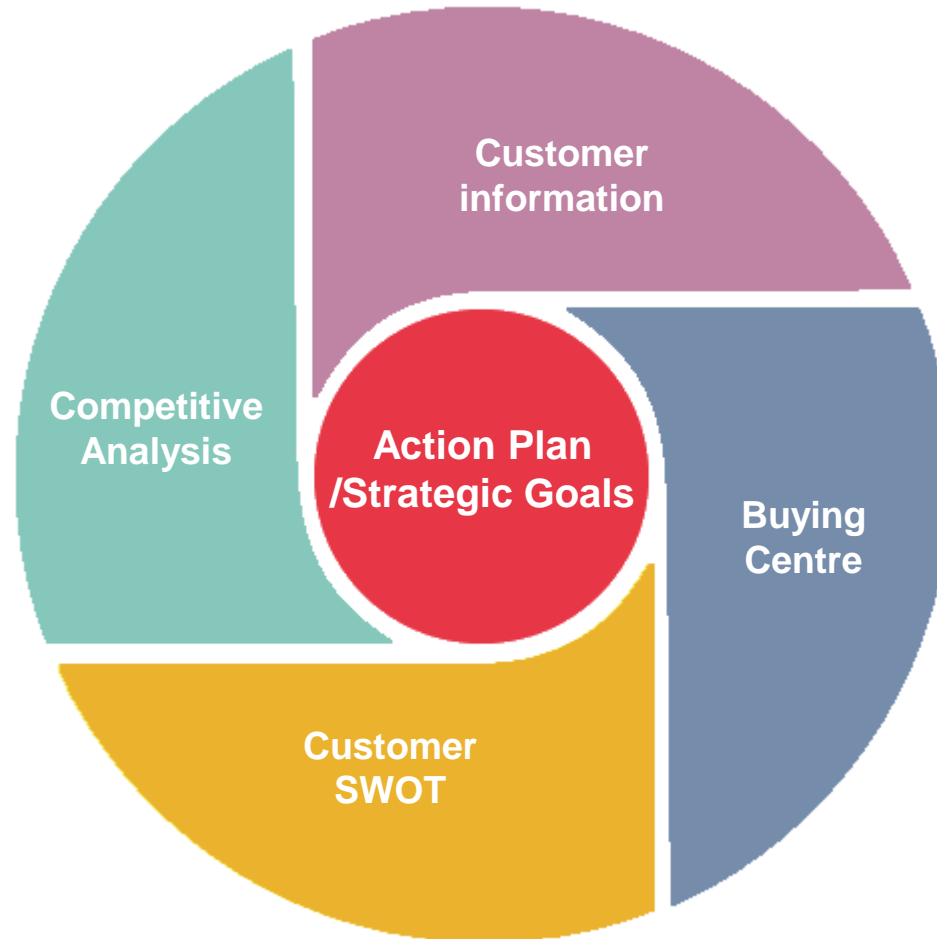 Customer
information
Competitive
Analysis
Action Plan
/Strategic Goals
Buying
Centre
Customer
SWOT